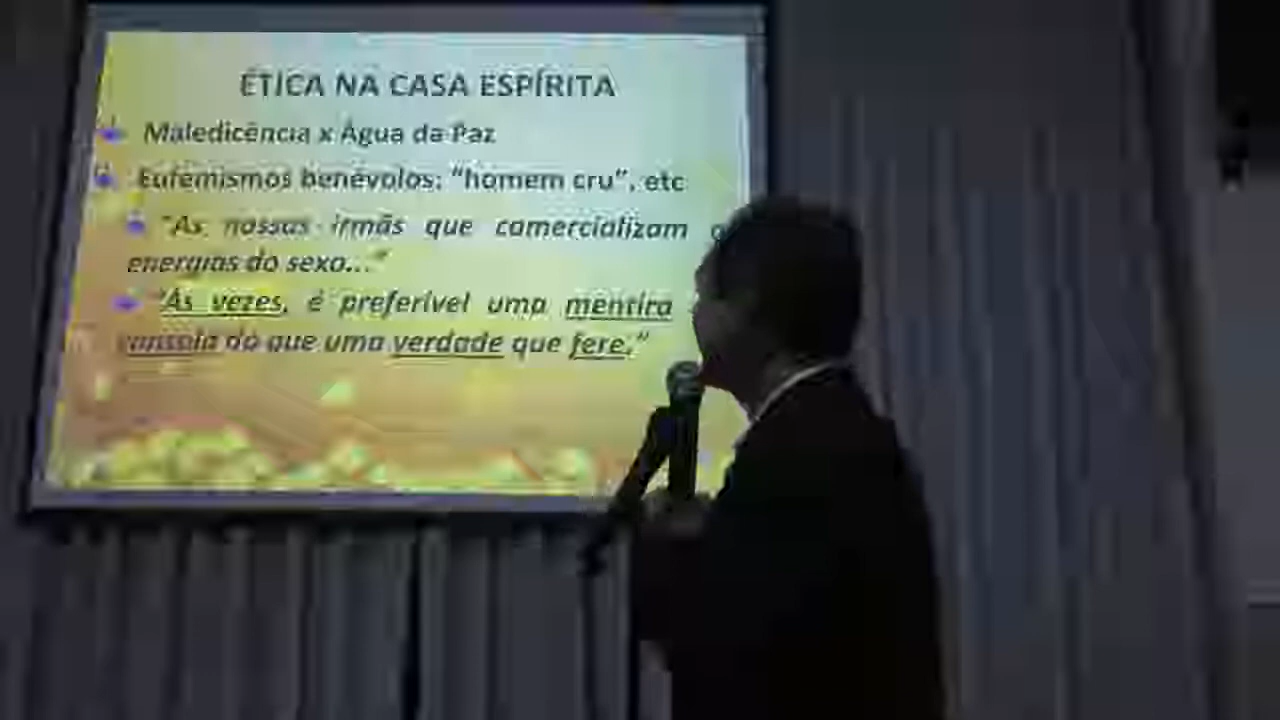 ÉTICA NA CASA ESPÍRITA
Maledicência x Água da Paz
Eufemismos benévolos: "homem cru", etc
"As nossas irmãs que comercializam
energias do sexo..."
"Às vezes, é preferível uma mentira
consola do que uma verdade que fere."